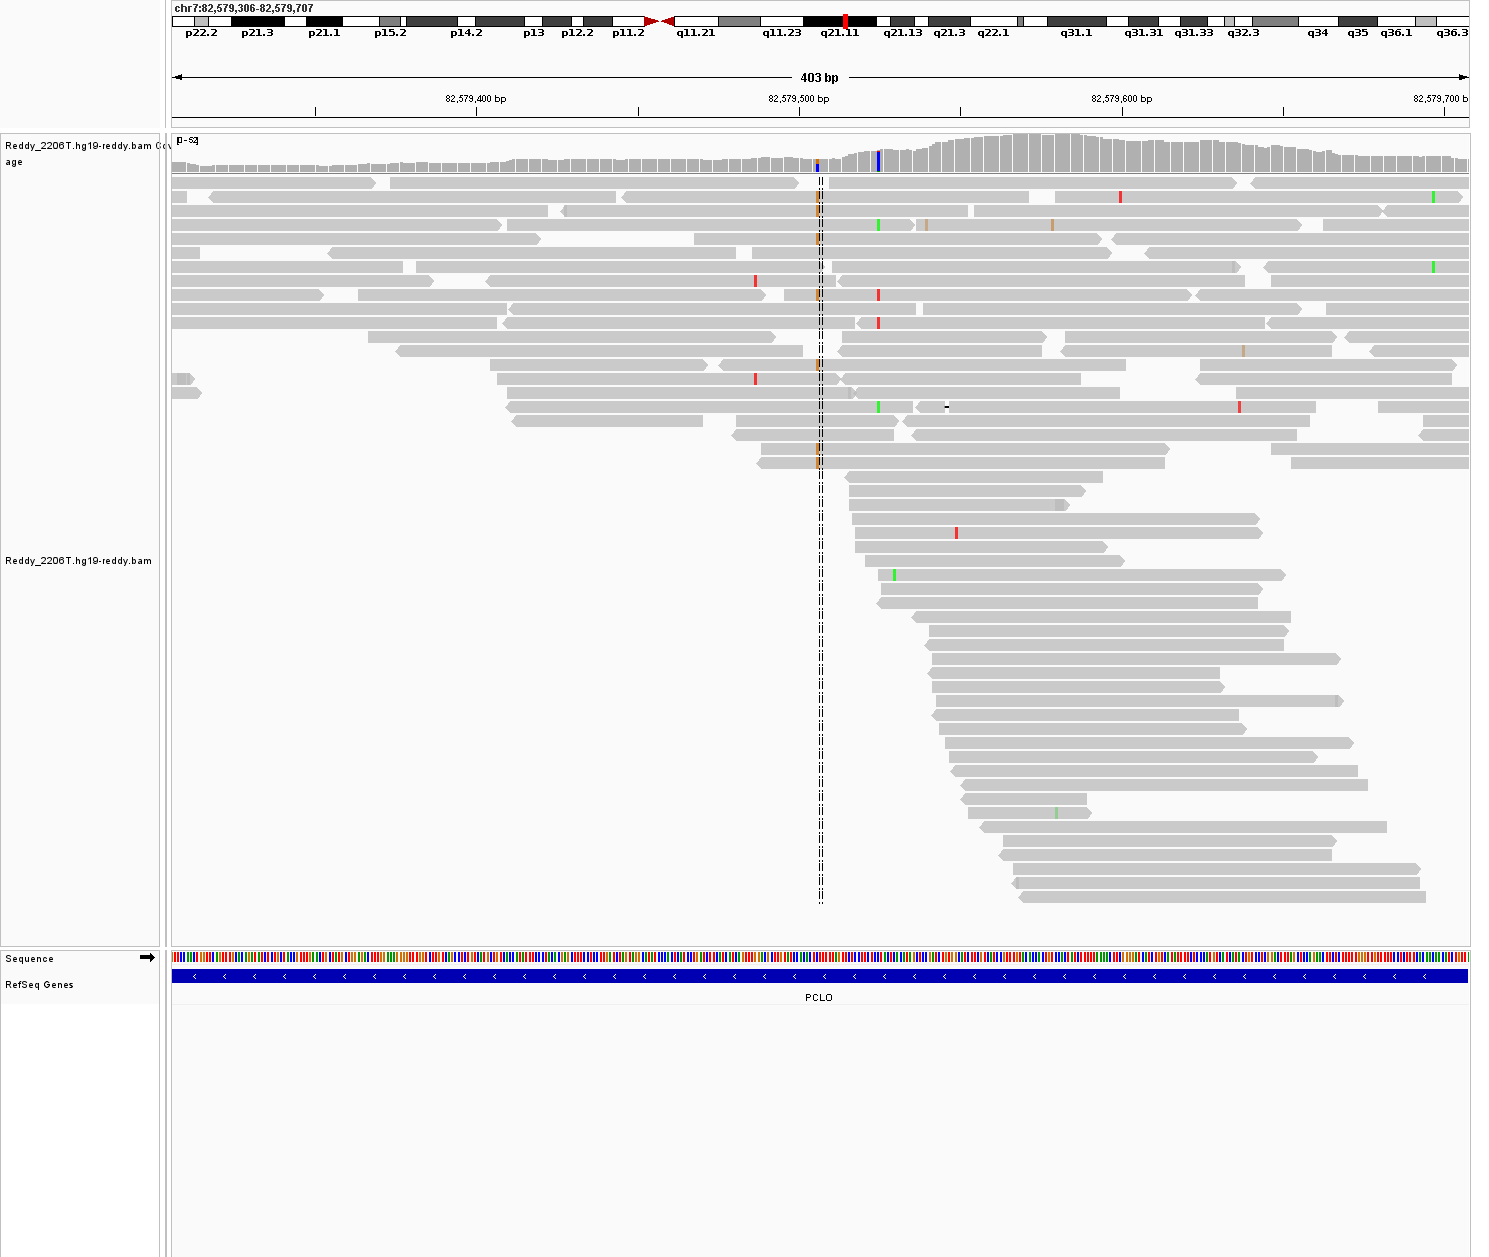 chr7:82,579,306-82,579,707
p22.2 p21.3 p21.1 p15.2 p14.2 p13 p12.2 p11.2 q11.21 q11.23 q21.11 q21.13 q21.3 q22.1 q31.1 q31.31 q31.33 q32.3 q34 q35 q36.1 q36.3
403 bp
82,579,400 bp 82,579,500 bp 82,579,600 bp 82,579,700 b
[0-52]
Reddy_2206T.hg19-reddy.bam Cov
age
Reddy_2206T.hg19-reddy.bam
Sequence
RefSeq Genes
PCLO